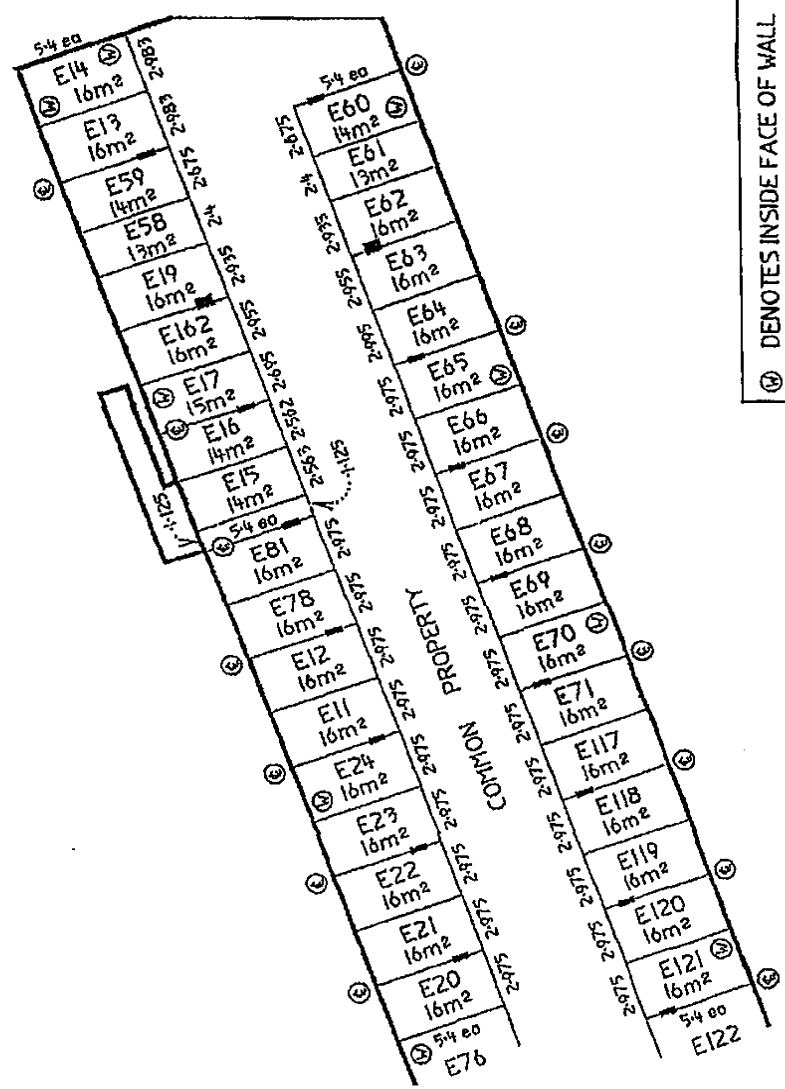 5·4 ea
E14
16m²
2·983
E13
16m²
2·983
E59
14m²
2·675
E58
13m²
2·4
E19
16m²
2·935
E162
16m²
2·955
E17
15m²
2·695
E16
14m²
2·562
E15
14m²
2·563
1·125
1·125
5·4 ea
E81
16m²
2·975
E78
16m²
2·975
E12
16m²
2·975
E11
16m²
2·975
E24
16m²
2·975
E23
16m²
2·975
E22
16m²
2·975
E21
16m²
2·975
E20
16m²
2·975
5·4 ea
E76
COMMON PROPERTY
5·4 ea
E60
14m²
2·675
E61
13m²
2·4
E62
16m²
2·935
E63
16m²
2·955
E64
16m²
2·995
E65
16m²
2·975
E66
16m²
2·975
E67
16m²
2·975
E68
16m²
2·975
E69
16m²
2·975
E70
16m²
2·975
E71
16m²
2·975
E117
16m²
2·975
E118
16m²
2·975
E119
16m²
2·975
E120
16m²
2·975
E121
16m²
2·975
5·4 ea
E122
Ⓦ DENOTES INSIDE FACE OF WALL